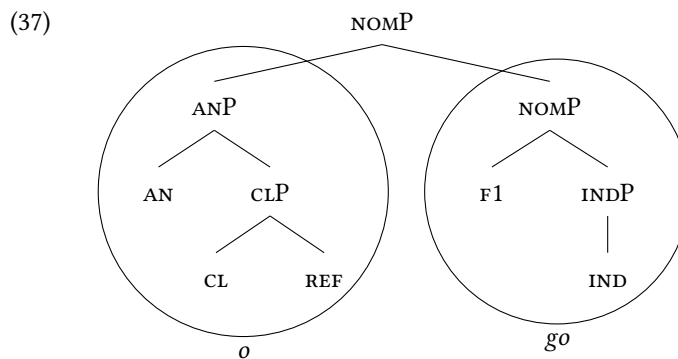 (37)
NOMP
ANP NOMP
AN CLP F1 INDP
CL REF IND
o go